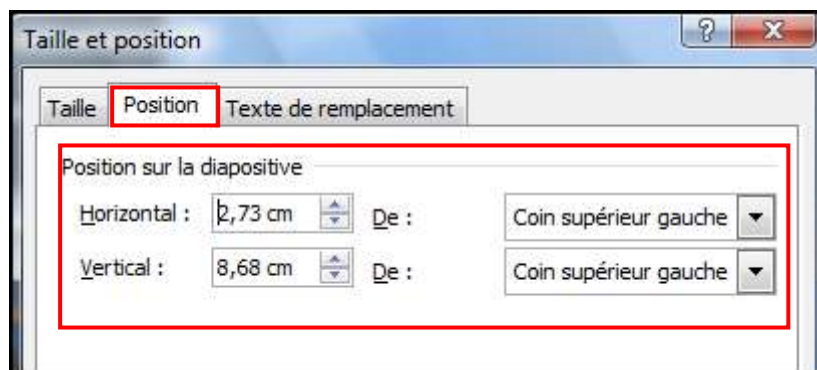 Taille et position
?
Taille Position Texte de remplacement
Position sur la diapositive
Horizontal : 2,73 cm De : Coin supérieur gauche
Vertical : 8,68 cm De : Coin supérieur gauche